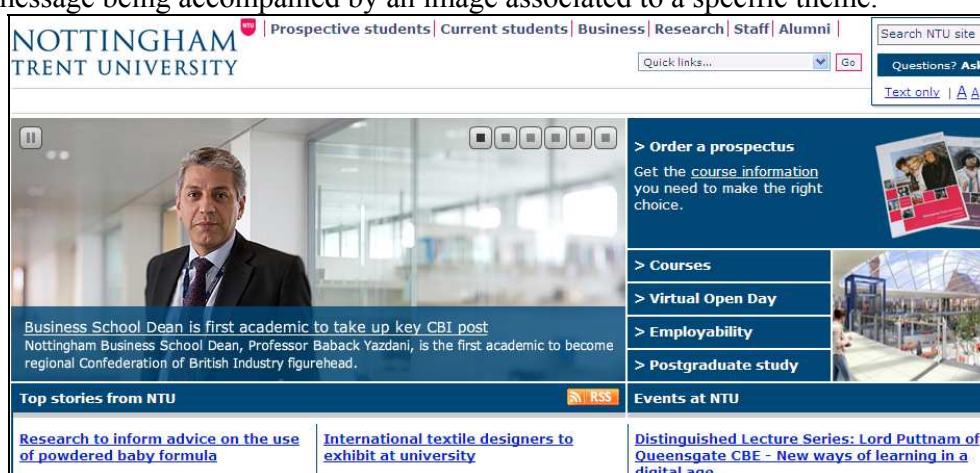 message being accompanied by an image associated to a specific theme.
NOTTINGHAM
TRENT UNIVERSITY
NTU
Prospective students | Current students | Business | Research | Staff | Alumni |
Search NTU site
Quick links...
Go
Questions? Ask
Text only | A A
> Order a prospectus
Get the course information
you need to make the right
choice.
> Courses
> Virtual Open Day
> Employability
> Postgraduate study
Business School Dean is first academic to take up key CBI post
Nottingham Business School Dean, Professor Baback Yazdani, is the first academic to become
regional Confederation of British Industry figurehead.
Top stories from NTU
RSS
Events at NTU
Research to inform advice on the use
of powdered baby formula
International textile designers to
exhibit at university
Distinguished Lecture Series: Lord Puttnam of
Queensgate CBE - New ways of learning in a
digital age